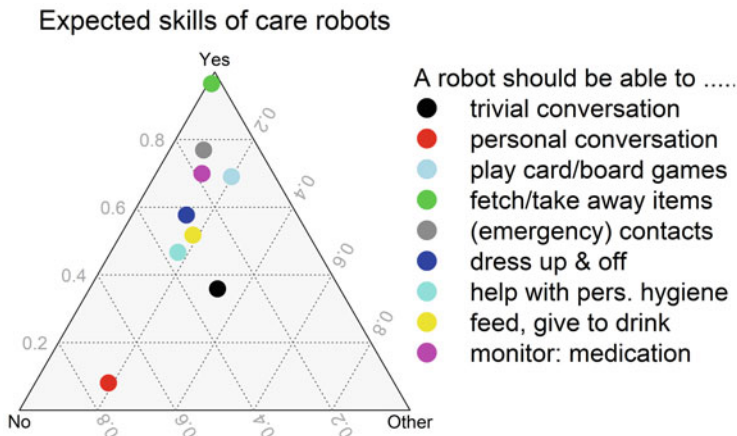 Expected skills of care robots
Yes
A robot should be able to .....
trivial conversation
personal conversation
play card/board games
fetch/take away items
(emergency) contacts
dress up & off
help with pers. hygiene
feed, give to drink
monitor: medication
0.8
0.6
0.4
0.2
0.2
0.4
0.6
0.8
No
0.8
0.6
0.4
0.2
Other